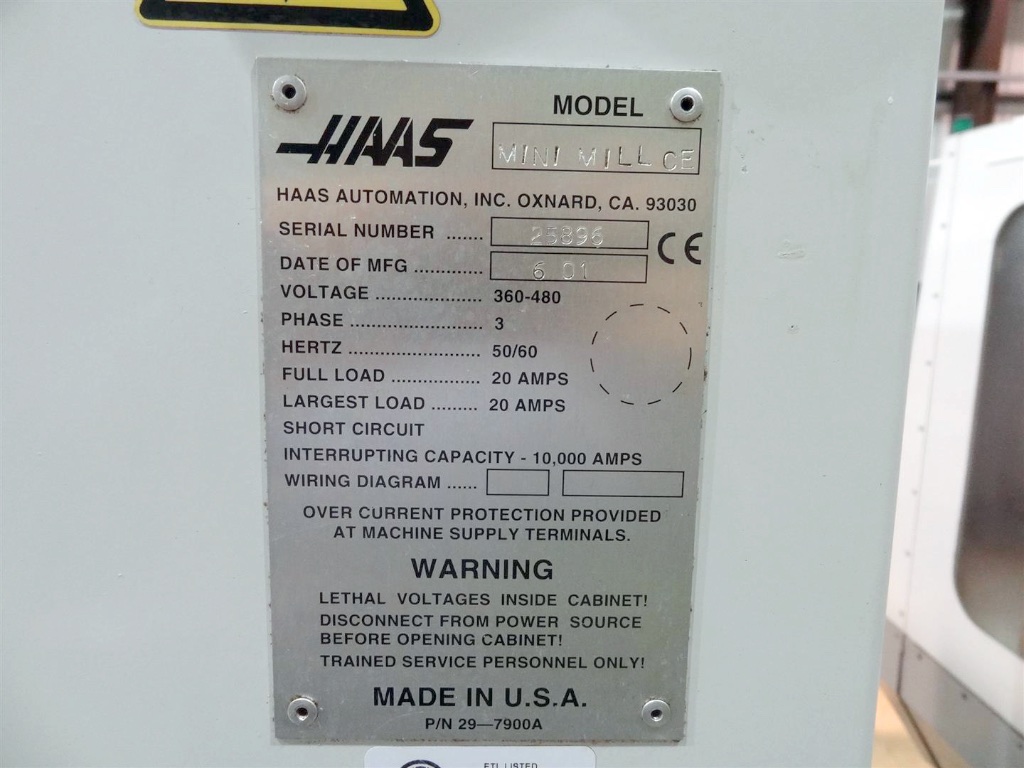 MODEL
HAAS
MINI MILL CE
HAAS AUTOMATION, INC. OXNARD, CA. 93030
SERIAL NUMBER ...... 23896
CE
DATE OF MFG ............ 6 01
VOLTAGE ................... 360-480
PHASE ....................... 3
HERTZ ....................... 50/60
FULL LOAD ................ 20 AMPS
LARGEST LOAD ......... 20 AMPS
SHORT CIRCUIT
INTERRUPTING CAPACITY - 10,000 AMPS
WIRING DIAGRAM ......
OVER CURRENT PROTECTION PROVIDED
AT MACHINE SUPPLY TERMINALS.
WARNING
LETHAL VOLTAGES INSIDE CABINET!
DISCONNECT FROM POWER SOURCE
BEFORE OPENING CABINET!
TRAINED SERVICE PERSONNEL ONLY!
MADE IN U.S.A.
P/N 29—7900A
ETL LISTED